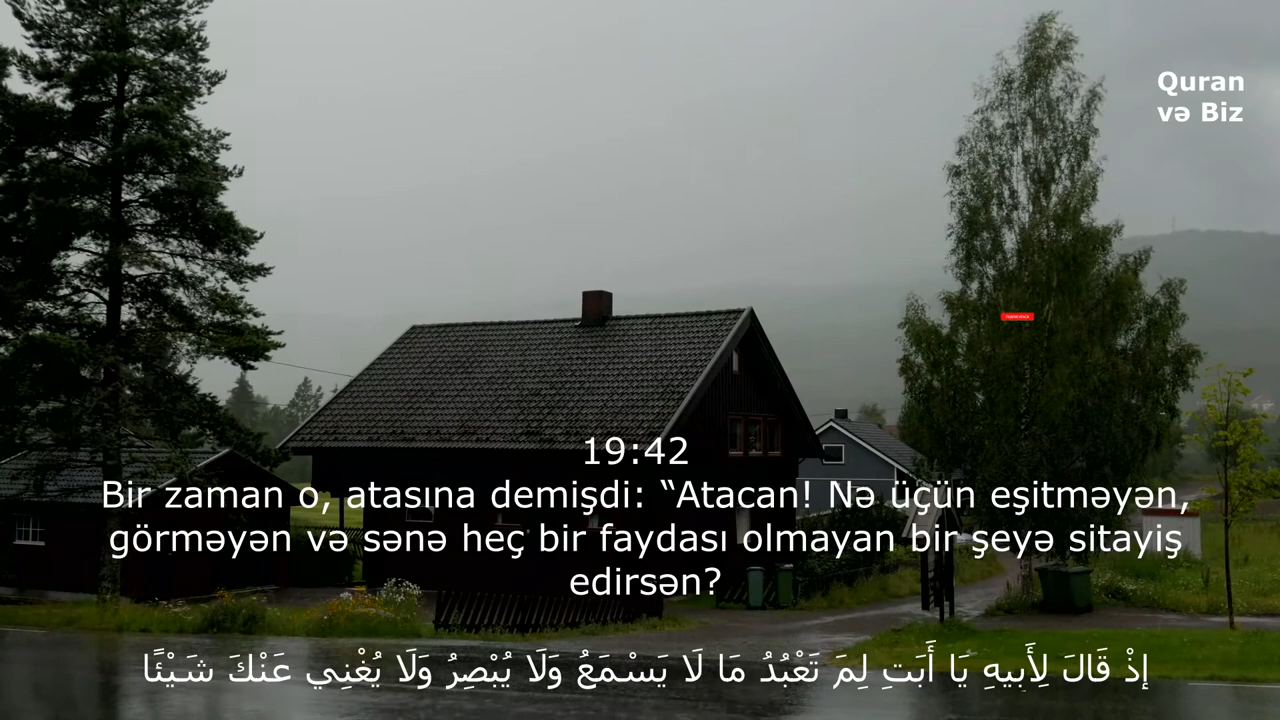 Quran
və Biz
19:42
Bir zaman o, atasına demişdi: “Atacan! Nə üçün eşitməyən,
görməyən və sənə heç bir faydası olmayan bir şeyə sitayiş
edirsən?
إِذْ قَالَ لِأَبِيهِ يَا أَبَتِ لِمَ تَعْبُدُ مَا لَا يَسْمَعُ وَلَا يُبْصِرُ وَلَا يُغْنِي عَنْكَ شَيْئًا